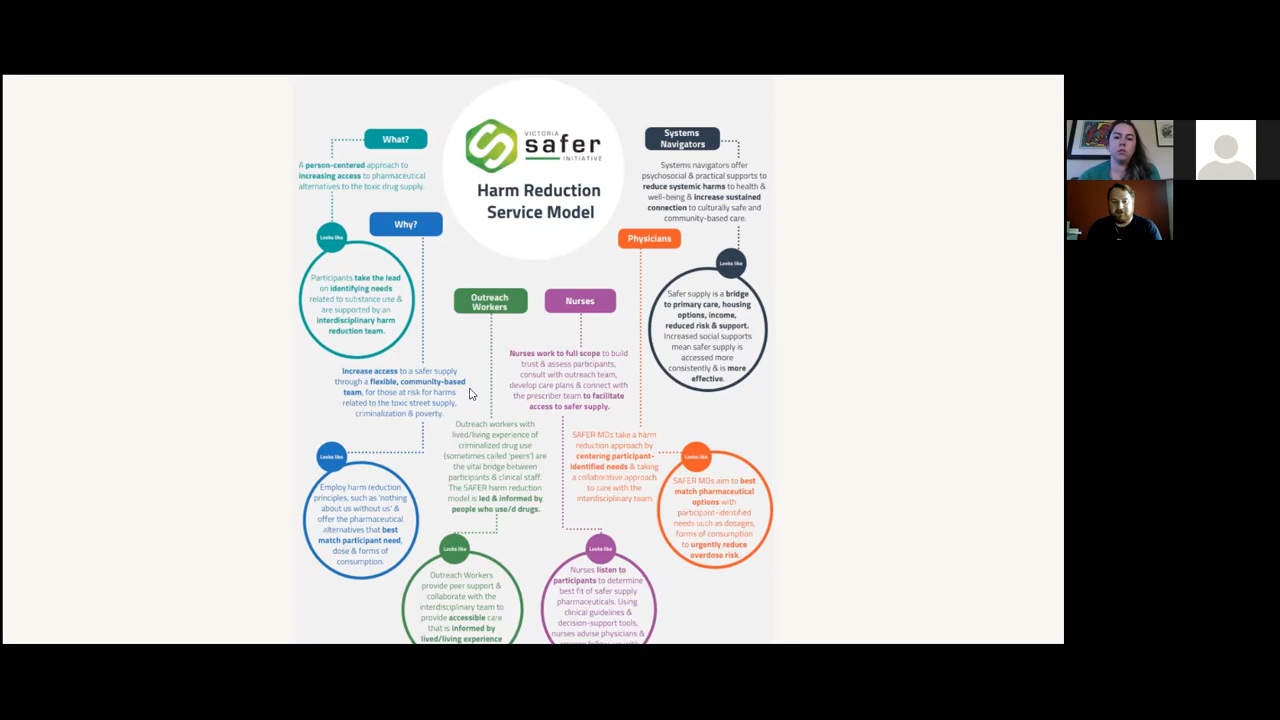 VICTORIA
safer
INITIATIVE
Harm Reduction
Service Model
What?
A person-centered approach to
increasing access to pharmaceutical
alternatives to the toxic drug supply.
Looks like
Participants take the lead
on identifying needs
related to substance use &
are supported by an
interdisciplinary harm
reduction team.
Why?
Increase access to a safer supply
through a flexible, community-based
team, for those at risk for harms
related to the toxic street supply,
criminalization & poverty.
Looks like
Employ harm reduction
principles, such as 'nothing
about us without us' &
offer the pharmaceutical
alternatives that best
match participant need,
dose & forms of
consumption.
Outreach
Workers
Outreach workers with
lived/living experience of
criminalized drug use
(sometimes called 'peers') are
the vital bridge between
participants & clinical staff.
The SAFER harm reduction
model is led & informed by
people who use/d drugs.
Looks like
Outreach Workers
provide peer support &
collaborate with the
interdisciplinary team to
provide accessible care
that is informed by
lived/living experience
Nurses
Nurses work to full scope to build
trust & assess participants,
consult with outreach team,
develop care plans & connect with
the prescriber team to facilitate
access to safer supply.
Looks like
Nurses listen to
participants to determine
best fit of safer supply
pharmaceuticals. Using
clinical guidelines &
decision-support tools,
nurses advise physicians &
Physicians
SAFER MDs take a harm
reduction approach by
centering participant-
identified needs & taking
a collaborative approach
to care with the
interdisciplinary team.
Looks like
SAFER MDs aim to best
match pharmaceutical
options with
participant-identified
needs such as dosages,
forms of consumption
to urgently reduce
overdose risk.
Systems
Navigators
Systems navigators offer
psychosocial & practical supports to
reduce systemic harms to health &
well-being & increase sustained
connection to culturally safe and
community-based care.
Looks like
Safer supply is a bridge
to primary care, housing
options, income,
reduced risk & support.
Increased social supports
mean safer supply is
accessed more
consistently & is more
effective.